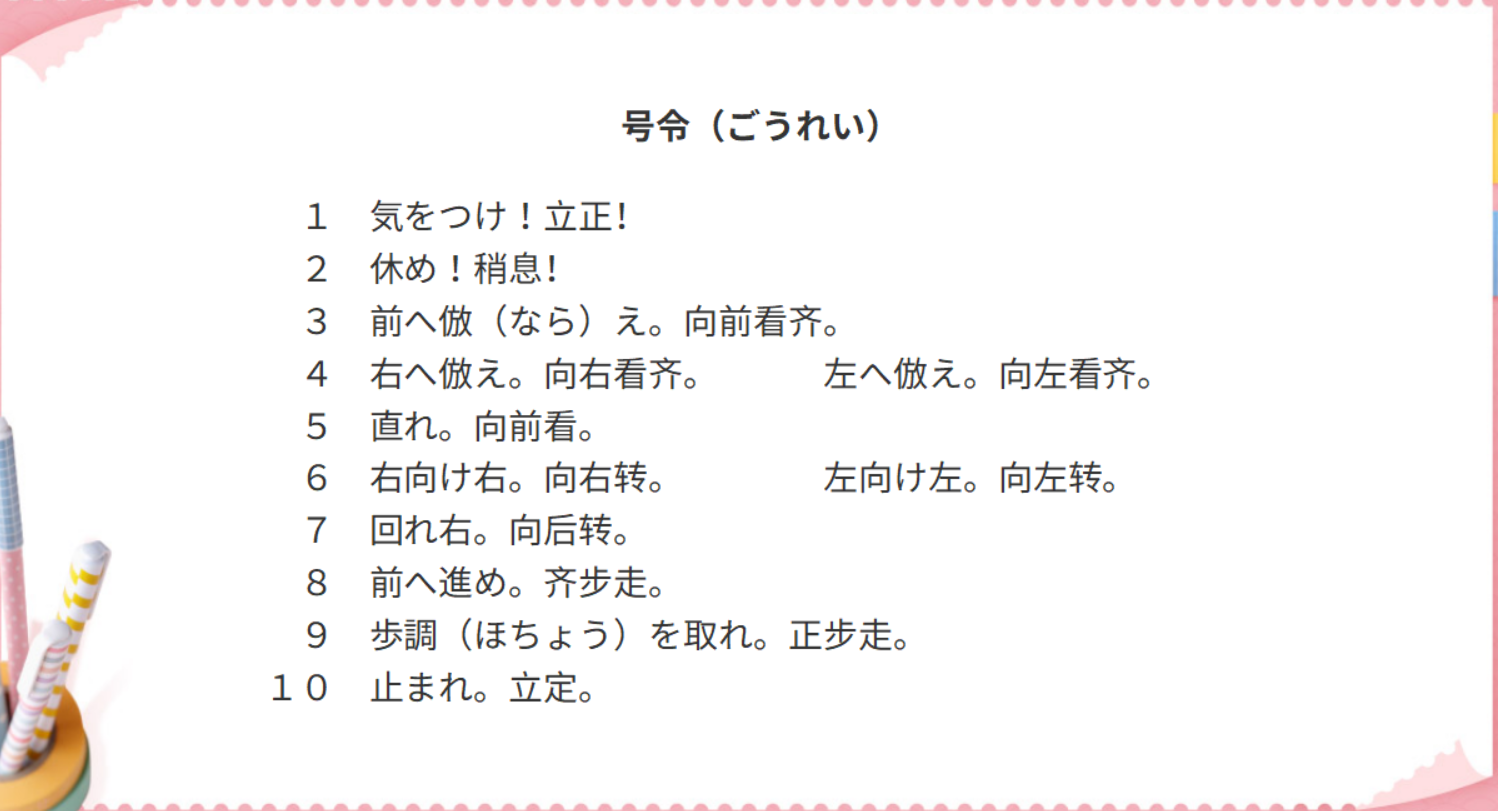 号令（ごうれい）
１　気をつけ！立正！
２　休め！稍息！
３　前へ倣（なら）え。向前看齐。
４　右へ倣え。向右看齐。　　　左へ倣え。向左看齐。
５　直れ。向前看。
６　右向け右。向右转。　　　　左向け左。向左转。
７　回れ右。向后转。
８　前へ進め。齐步走。
９　歩調（ほちょう）を取れ。正步走。
１０　止まれ。立定。